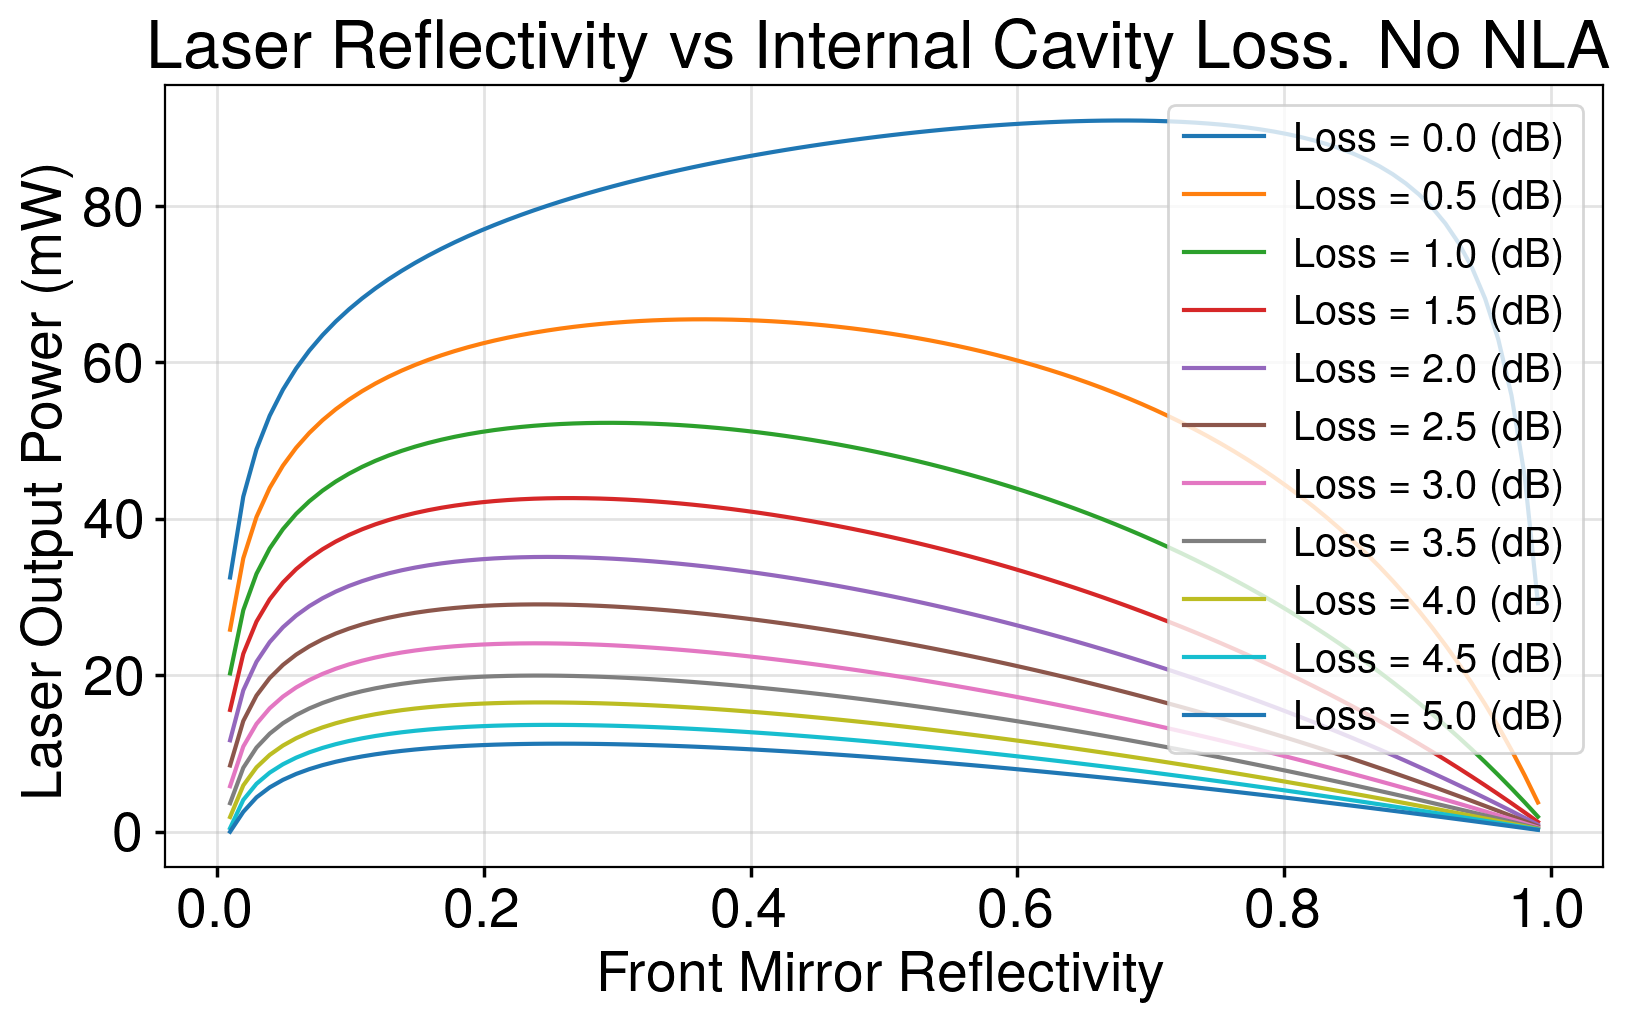 Laser Reflectivity vs Internal Cavity Loss. No NLA
Laser Output Power (mW)
80
60
40
20
0
Loss = 0.0 (dB)
Loss = 0.5 (dB)
Loss = 1.0 (dB)
Loss = 1.5 (dB)
Loss = 2.0 (dB)
Loss = 2.5 (dB)
Loss = 3.0 (dB)
Loss = 3.5 (dB)
Loss = 4.0 (dB)
Loss = 4.5 (dB)
Loss = 5.0 (dB)
0.0 0.2 0.4 0.6 0.8 1.0
Front Mirror Reflectivity